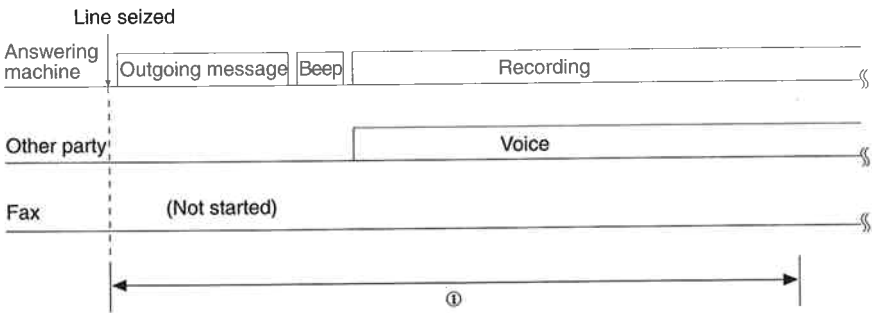 Line seized
Answering
machine
Outgoing message Beep Recording
Other party Voice
Fax (Not started)
①